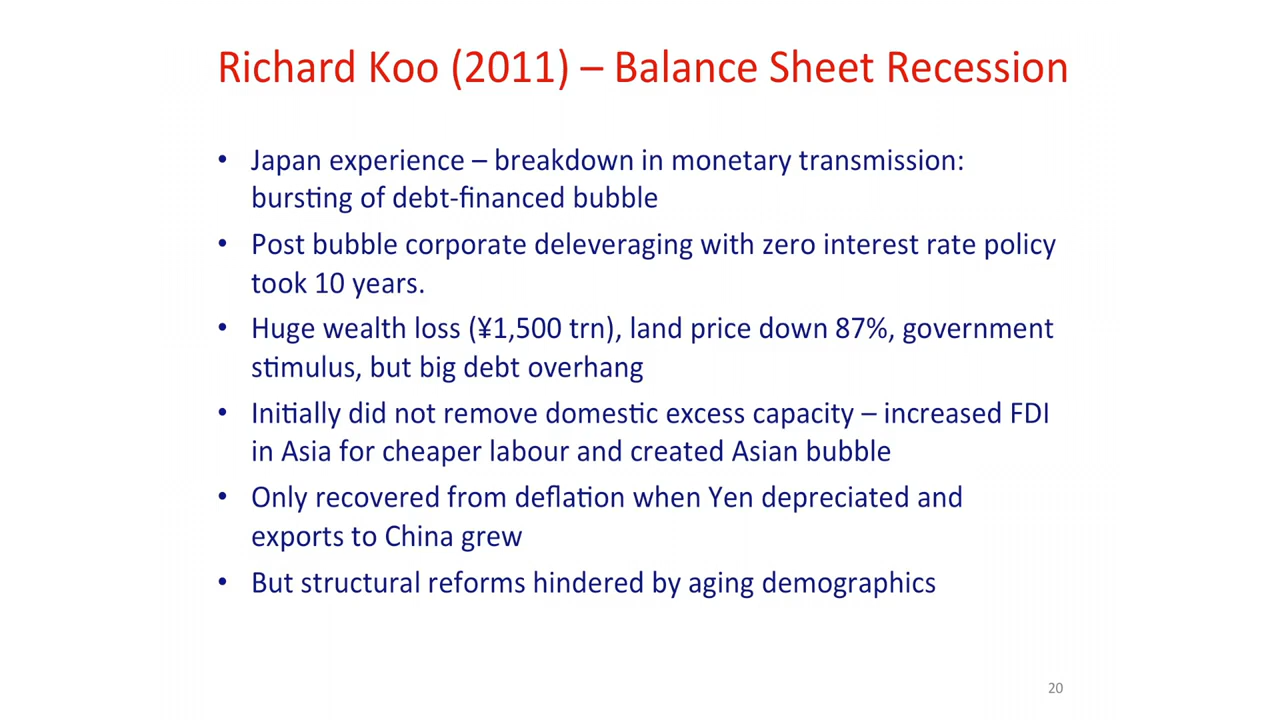 Richard Koo (2011) – Balance Sheet Recession
• Japan experience – breakdown in monetary transmission:
bursting of debt-financed bubble
• Post bubble corporate deleveraging with zero interest rate policy
took 10 years.
• Huge wealth loss (¥1,500 trn), land price down 87%, government
stimulus, but big debt overhang
• Initially did not remove domestic excess capacity – increased FDI
in Asia for cheaper labour and created Asian bubble
• Only recovered from deflation when Yen depreciated and
exports to China grew
• But structural reforms hindered by aging demographics
20